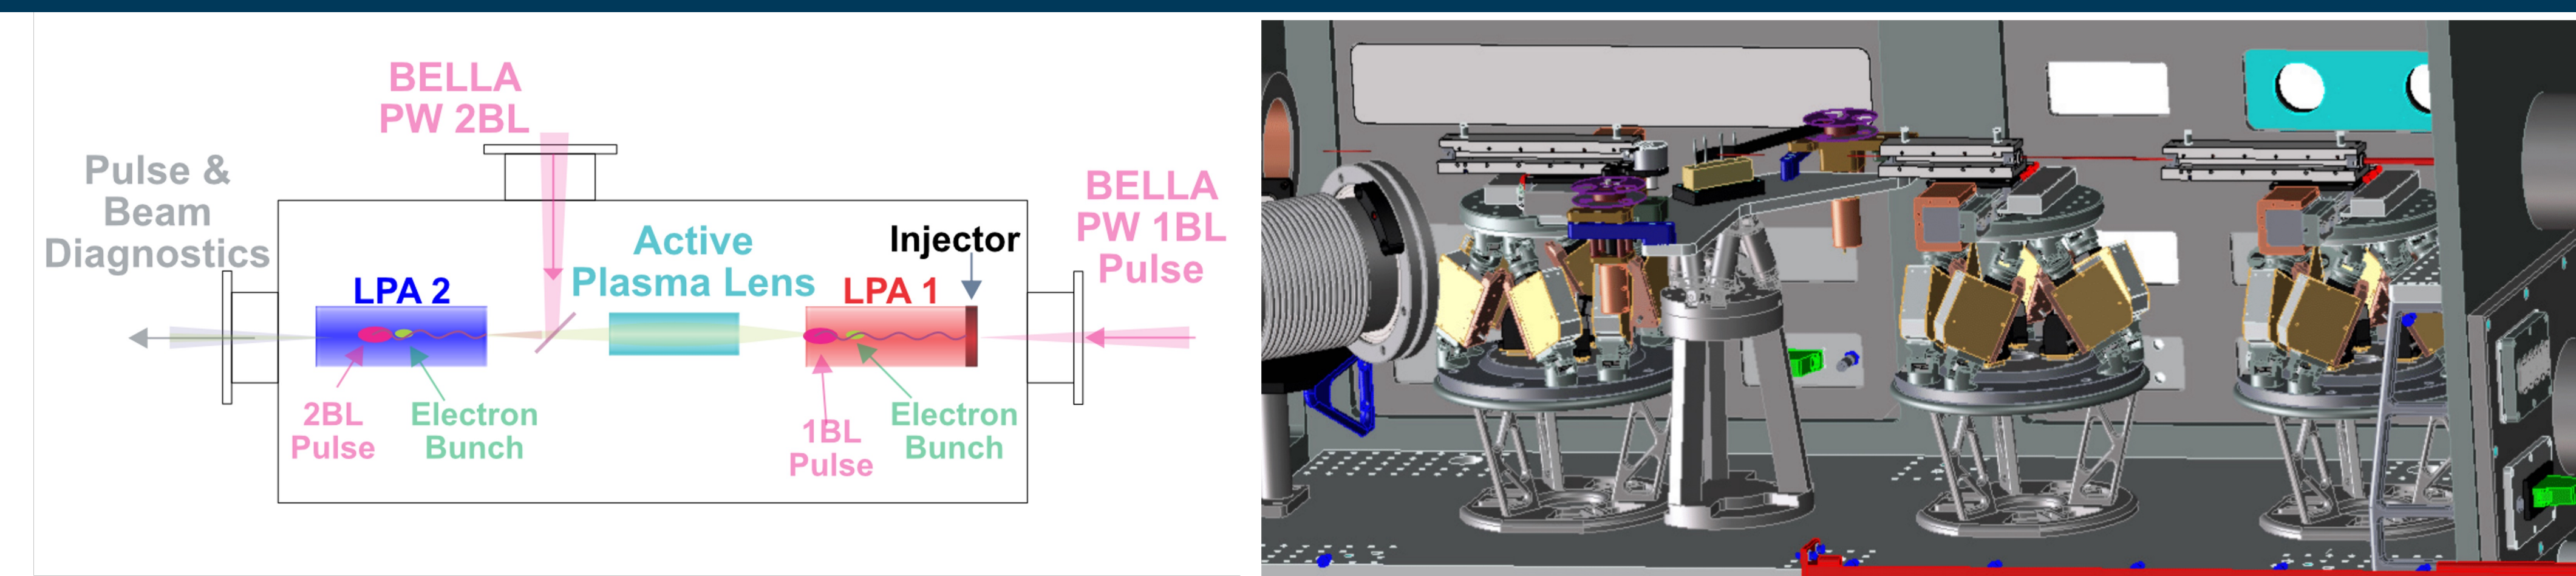 BELLA
PW 2BL
Pulse &
Beam
Diagnostics
BELLA
PW 1BL
Pulse
Active
Plasma Lens
Injector
LPA 2
LPA 1
2BL
Pulse
Electron
Bunch
1BL
Pulse
Electron
Bunch